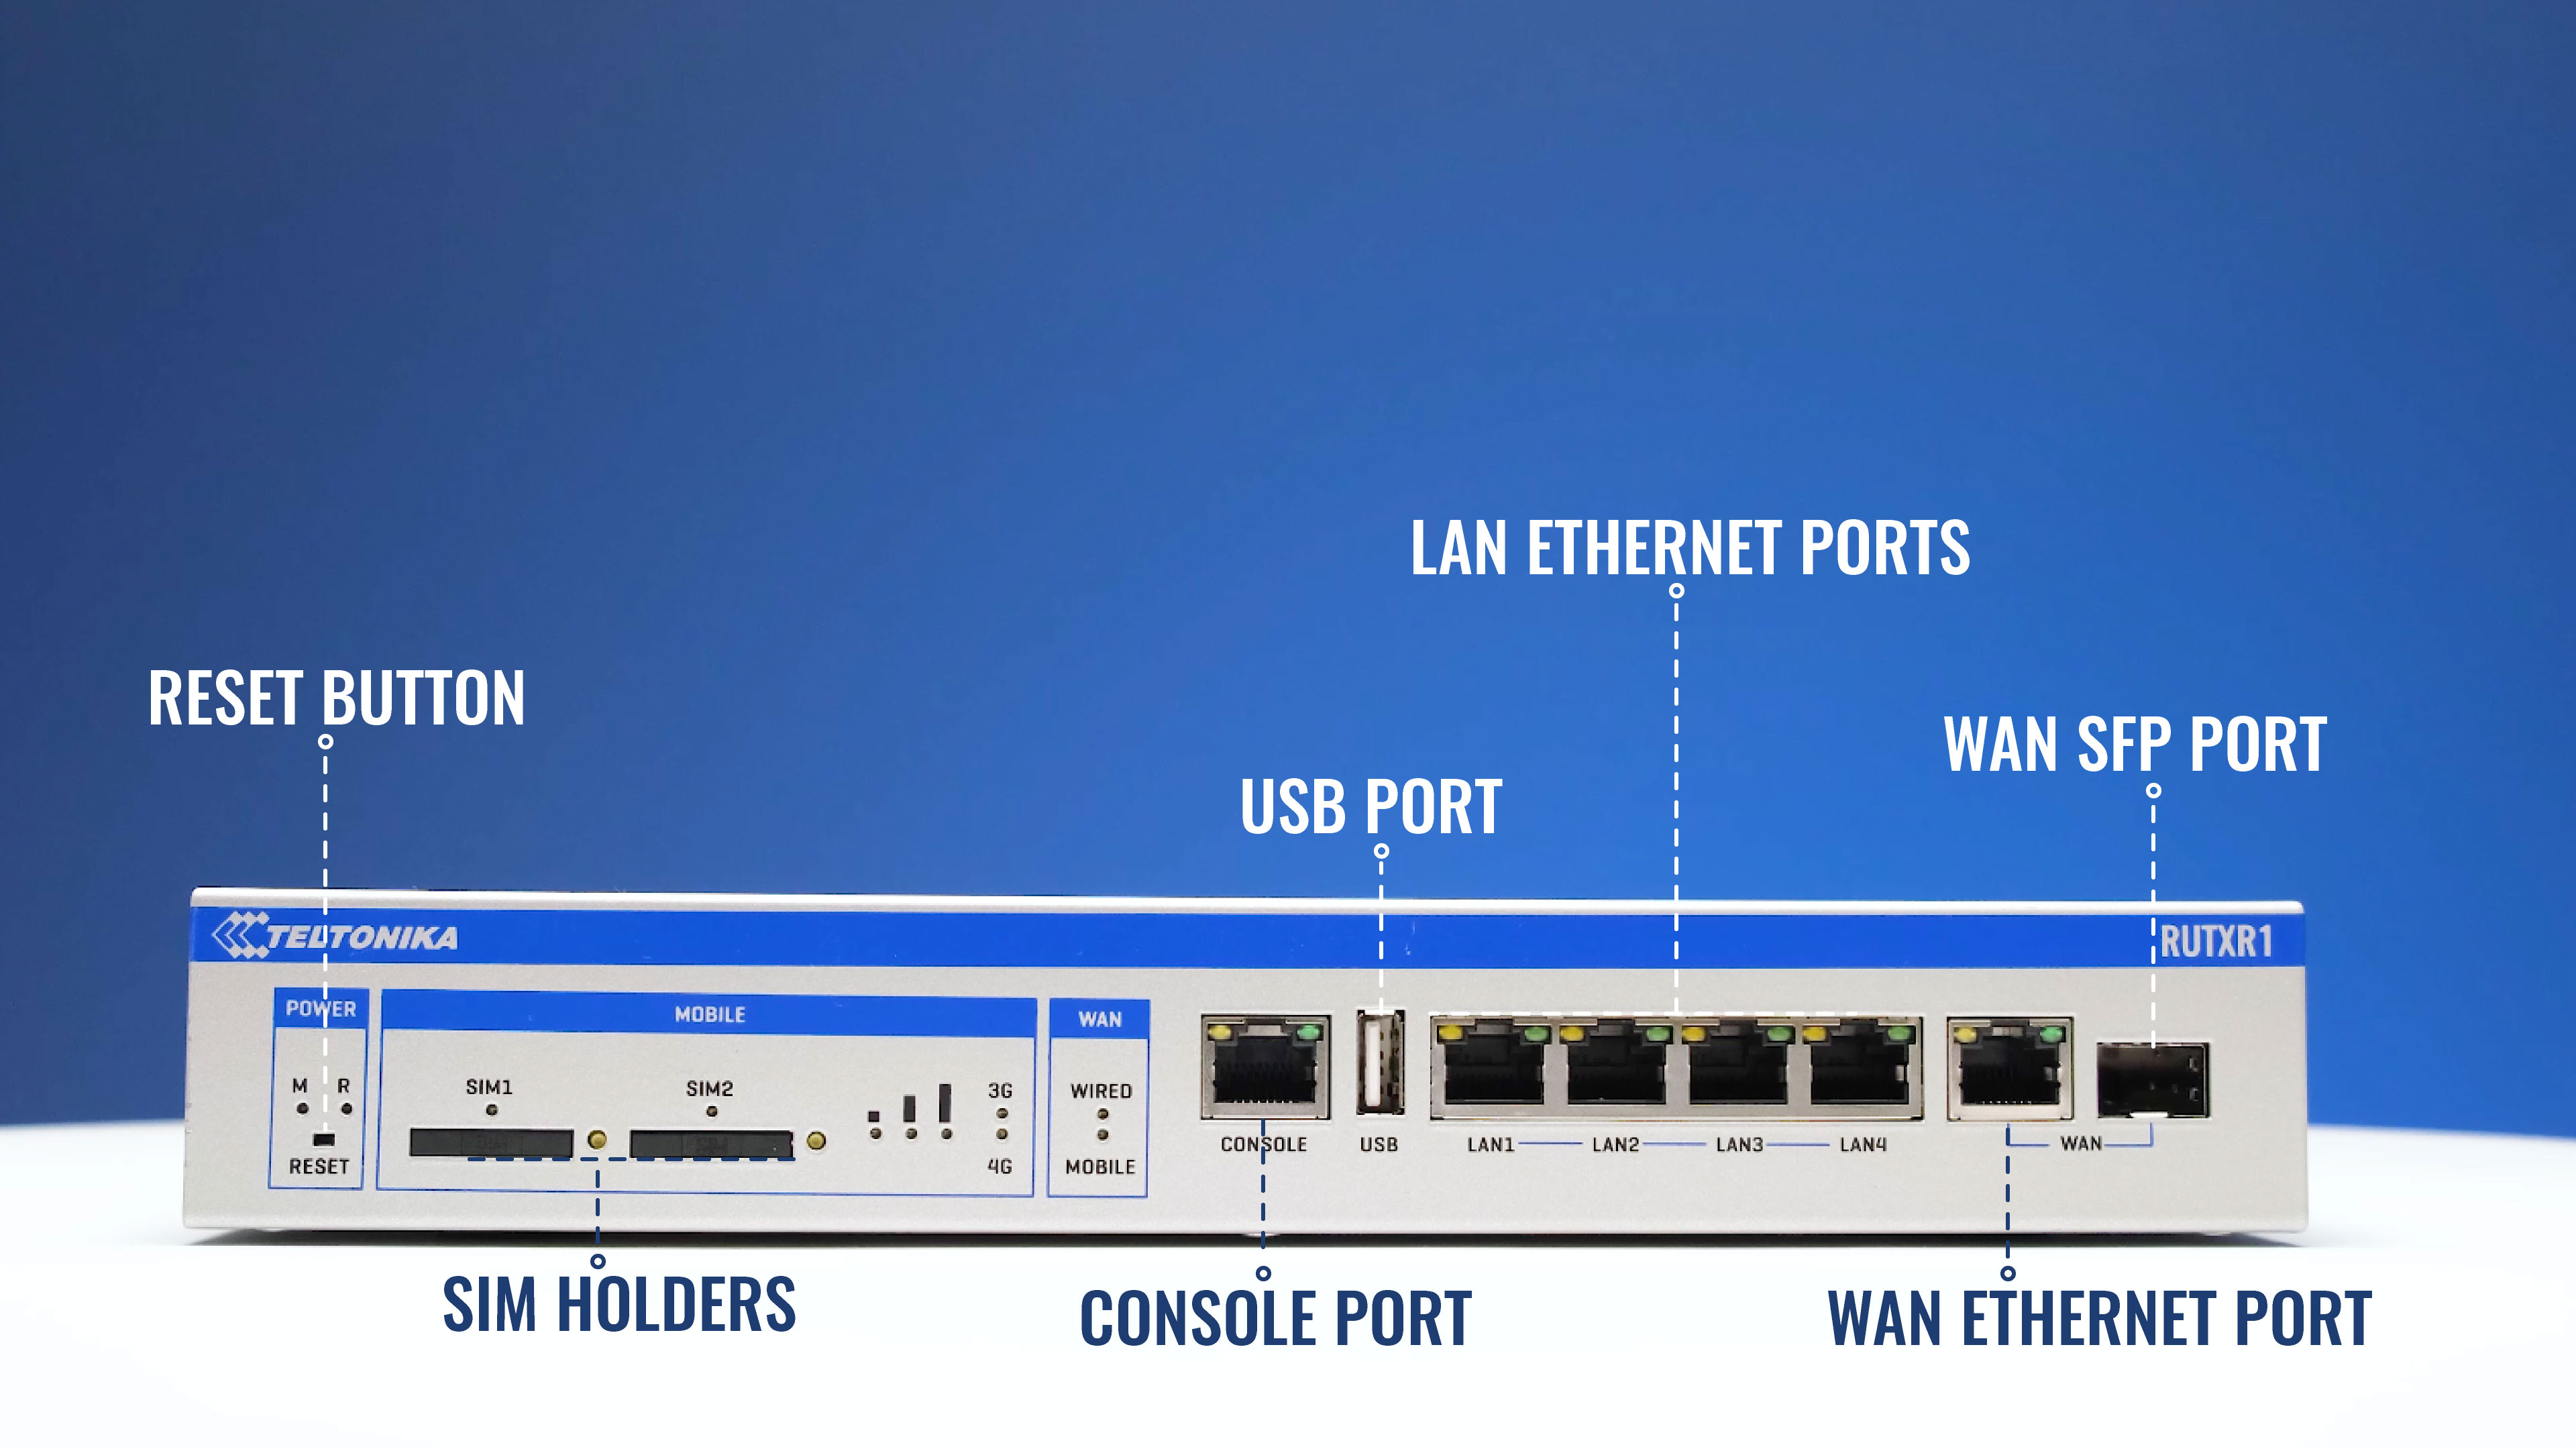 LAN ETHERNET PORTS
RESET BUTTON
WAN SFP PORT
USB PORT
TELTONIKA
RUTXR1
POWER
MOBILE
WAN
M R
SIM1
SIM2
3G
WIRED
CONSOLE
USB
LAN1
LAN2
LAN3
LAN4
WAN
RESET
4G
MOBILE
SIM HOLDERS
CONSOLE PORT
WAN ETHERNET PORT